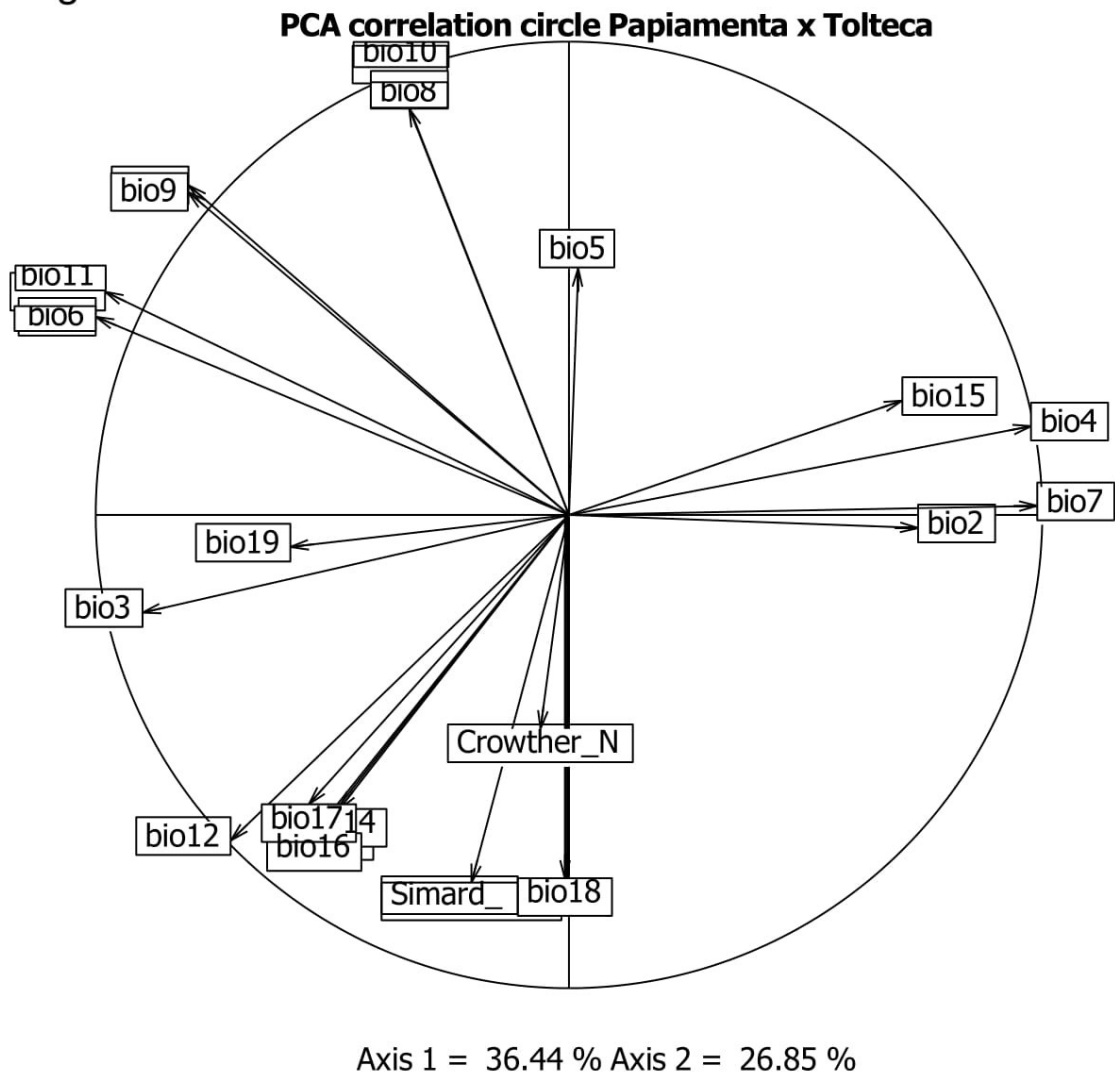 PCA correlation circle Papiamenta x Tolteca
bio10
bio8
bio9
bio5
bio11
bio6
bio15
bio4
bio7
bio2
bio19
bio3
Crowther_N
bio17
14
bio12
bio16
Simard_
bio18
Axis 1 = 36.44 % Axis 2 = 26.85 %